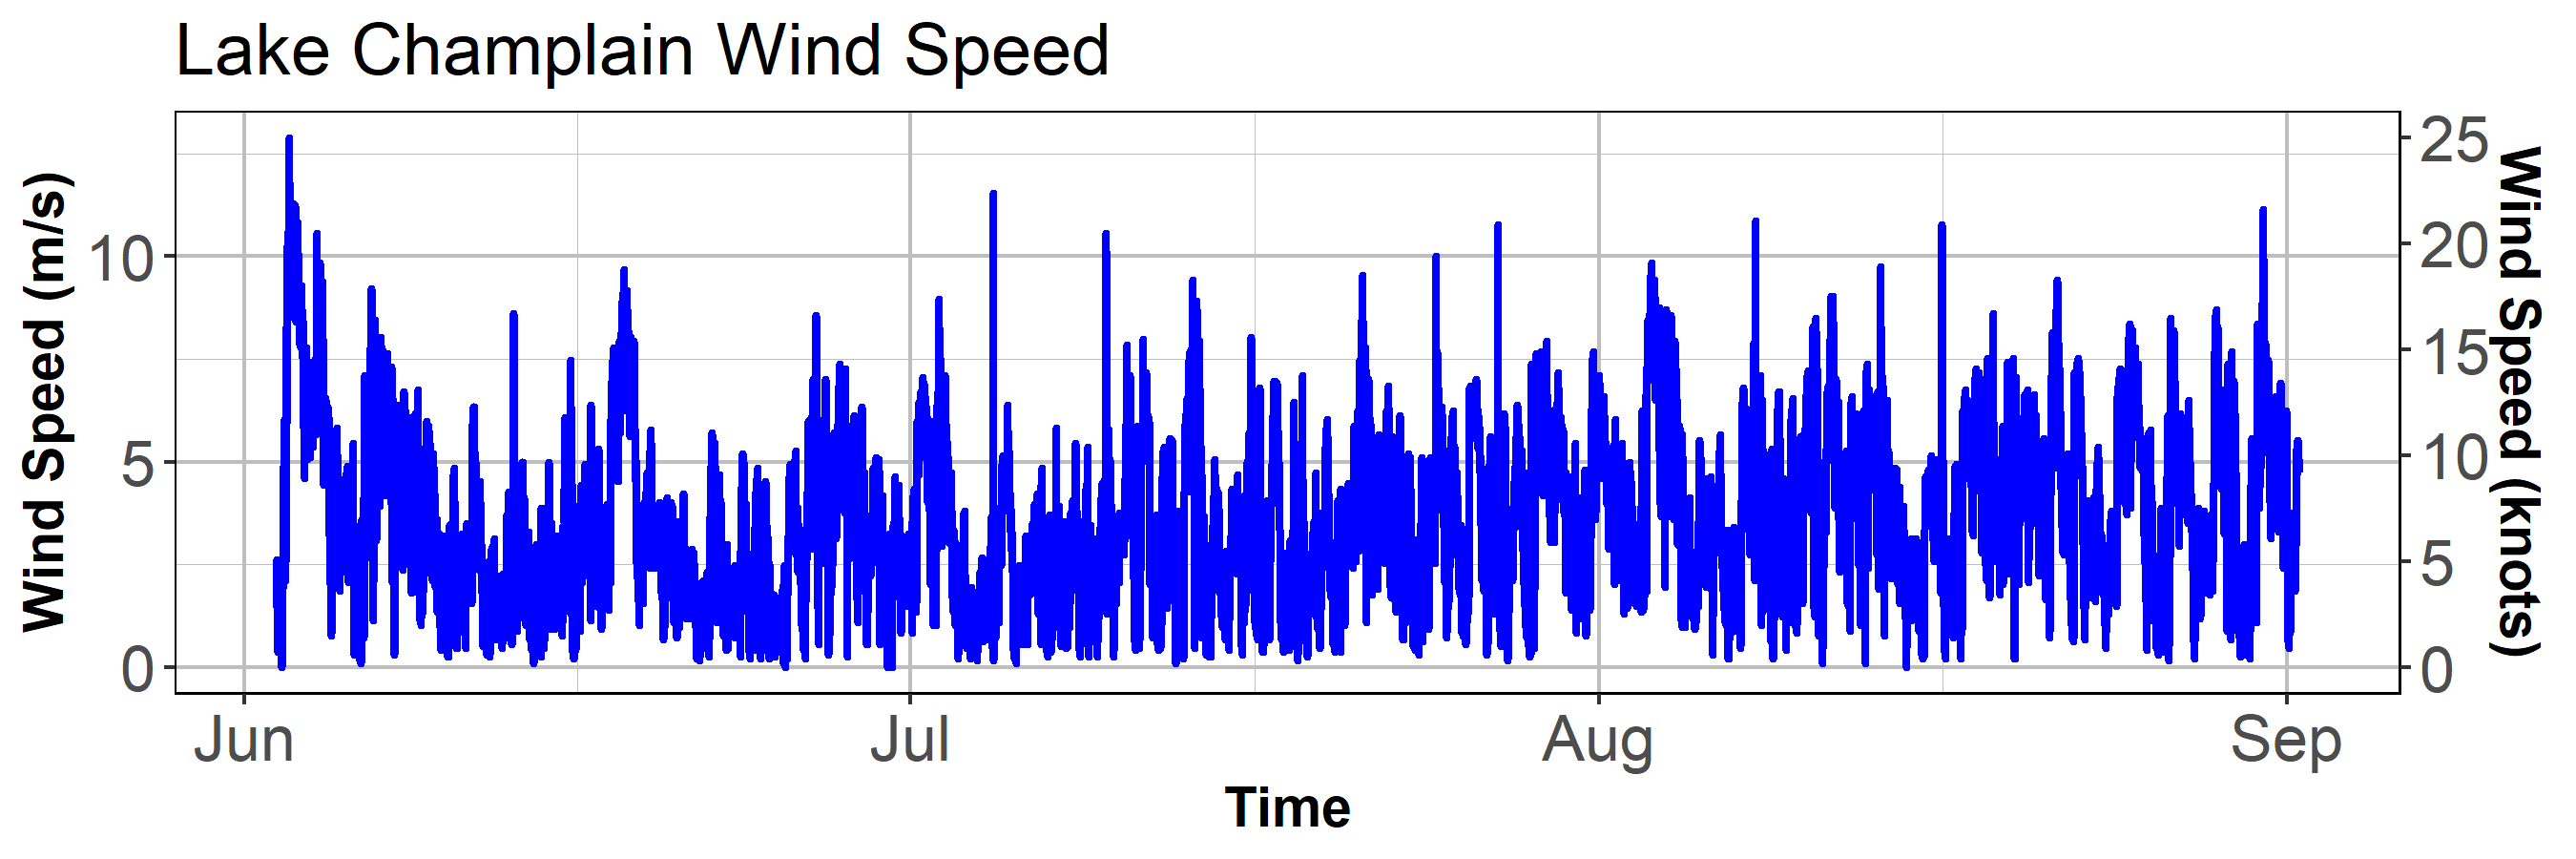 Lake Champlain Wind Speed
Wind Speed (m/s)
10
5
0
25
20
15
10
5
0
Wind Speed (knots)
Jun Jul Aug Sep
Time